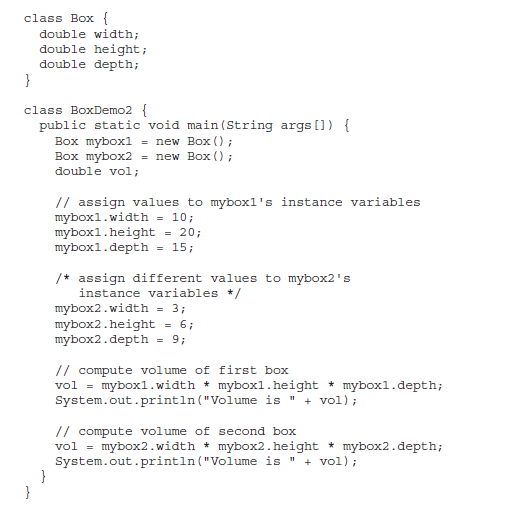 class Box {
  double width;
  double height;
  double depth;
}

class BoxDemo2 {
  public static void main(String args[]) {
    Box mybox1 = new Box();
    Box mybox2 = new Box();
    double vol;

    // assign values to mybox1's instance variables
    mybox1.width = 10;
    mybox1.height = 20;
    mybox1.depth = 15;

    /* assign different values to mybox2's
       instance variables */
    mybox2.width = 3;
    mybox2.height = 6;
    mybox2.depth = 9;

    // compute volume of first box
    vol = mybox1.width * mybox1.height * mybox1.depth;
    System.out.println("Volume is " + vol);

    // compute volume of second box
    vol = mybox2.width * mybox2.height * mybox2.depth;
    System.out.println("Volume is " + vol);
  }
}